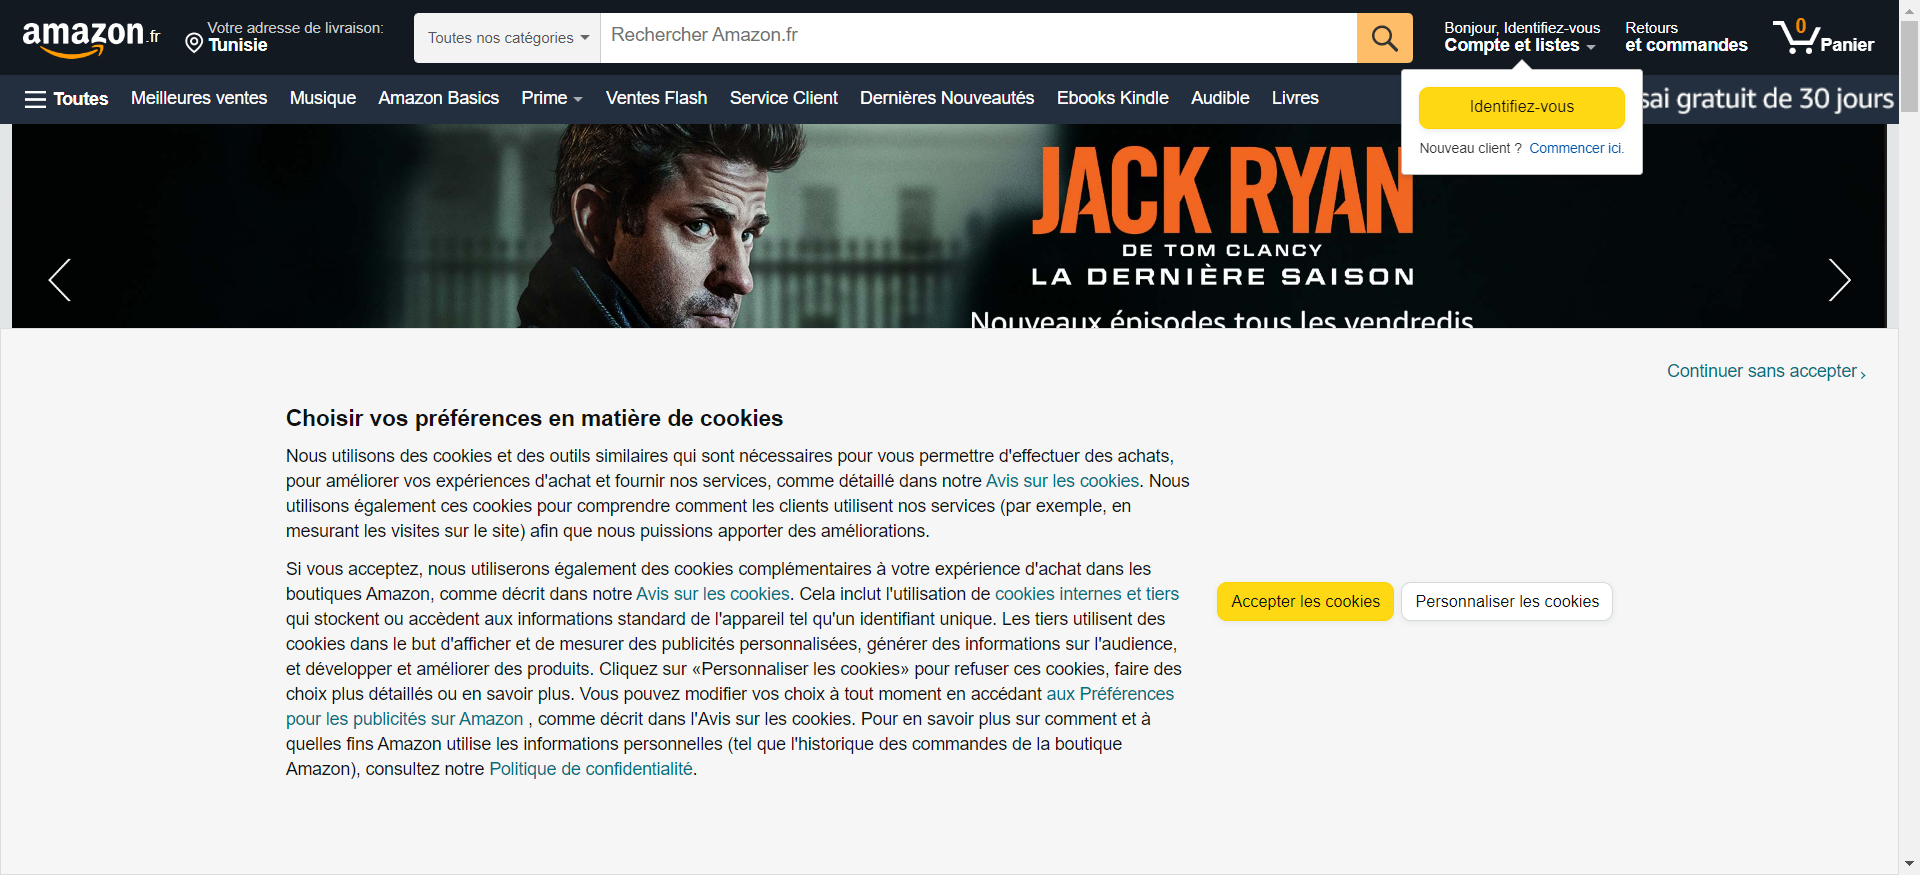 amazon.fr
Votre adresse de livraison:
Tunisie
Toutes nos catégories
Rechercher Amazon.fr
Bonjour, Identifiez-vous
Compte et listes
Retours
et commandes
0
Panier
Toutes
Meilleures ventes
Musique
Amazon Basics
Prime
Ventes Flash
Service Client
Dernières Nouveautés
Ebooks Kindle
Audible
Livres
sai gratuit de 30 jours
Identifiez-vous
Nouveau client ? Commencer ici.
JACK RYAN
DE TOM CLANCY
LA DERNIÈRE SAISON
Nouveaux épisodes tous les vendredis
Continuer sans accepter ›
Choisir vos préférences en matière de cookies
Nous utilisons des cookies et des outils similaires qui sont nécessaires pour vous permettre d'effectuer des achats,
pour améliorer vos expériences d'achat et fournir nos services, comme détaillé dans notre Avis sur les cookies. Nous
utilisons également ces cookies pour comprendre comment les clients utilisent nos services (par exemple, en
mesurant les visites sur le site) afin que nous puissions apporter des améliorations.
Si vous acceptez, nous utiliserons également des cookies complémentaires à votre expérience d'achat dans les
boutiques Amazon, comme décrit dans notre Avis sur les cookies. Cela inclut l'utilisation de cookies internes et tiers
qui stockent ou accèdent aux informations standard de l'appareil tel qu'un identifiant unique. Les tiers utilisent des
cookies dans le but d'afficher et de mesurer des publicités personnalisées, générer des informations sur l'audience,
et développer et améliorer des produits. Cliquez sur «Personnaliser les cookies» pour refuser ces cookies, faire des
choix plus détaillés ou en savoir plus. Vous pouvez modifier vos choix à tout moment en accédant aux Préférences
pour les publicités sur Amazon , comme décrit dans l'Avis sur les cookies. Pour en savoir plus sur comment et à
quelles fins Amazon utilise les informations personnelles (tel que l'historique des commandes de la boutique
Amazon), consultez notre Politique de confidentialité.
Accepter les cookies
Personnaliser les cookies